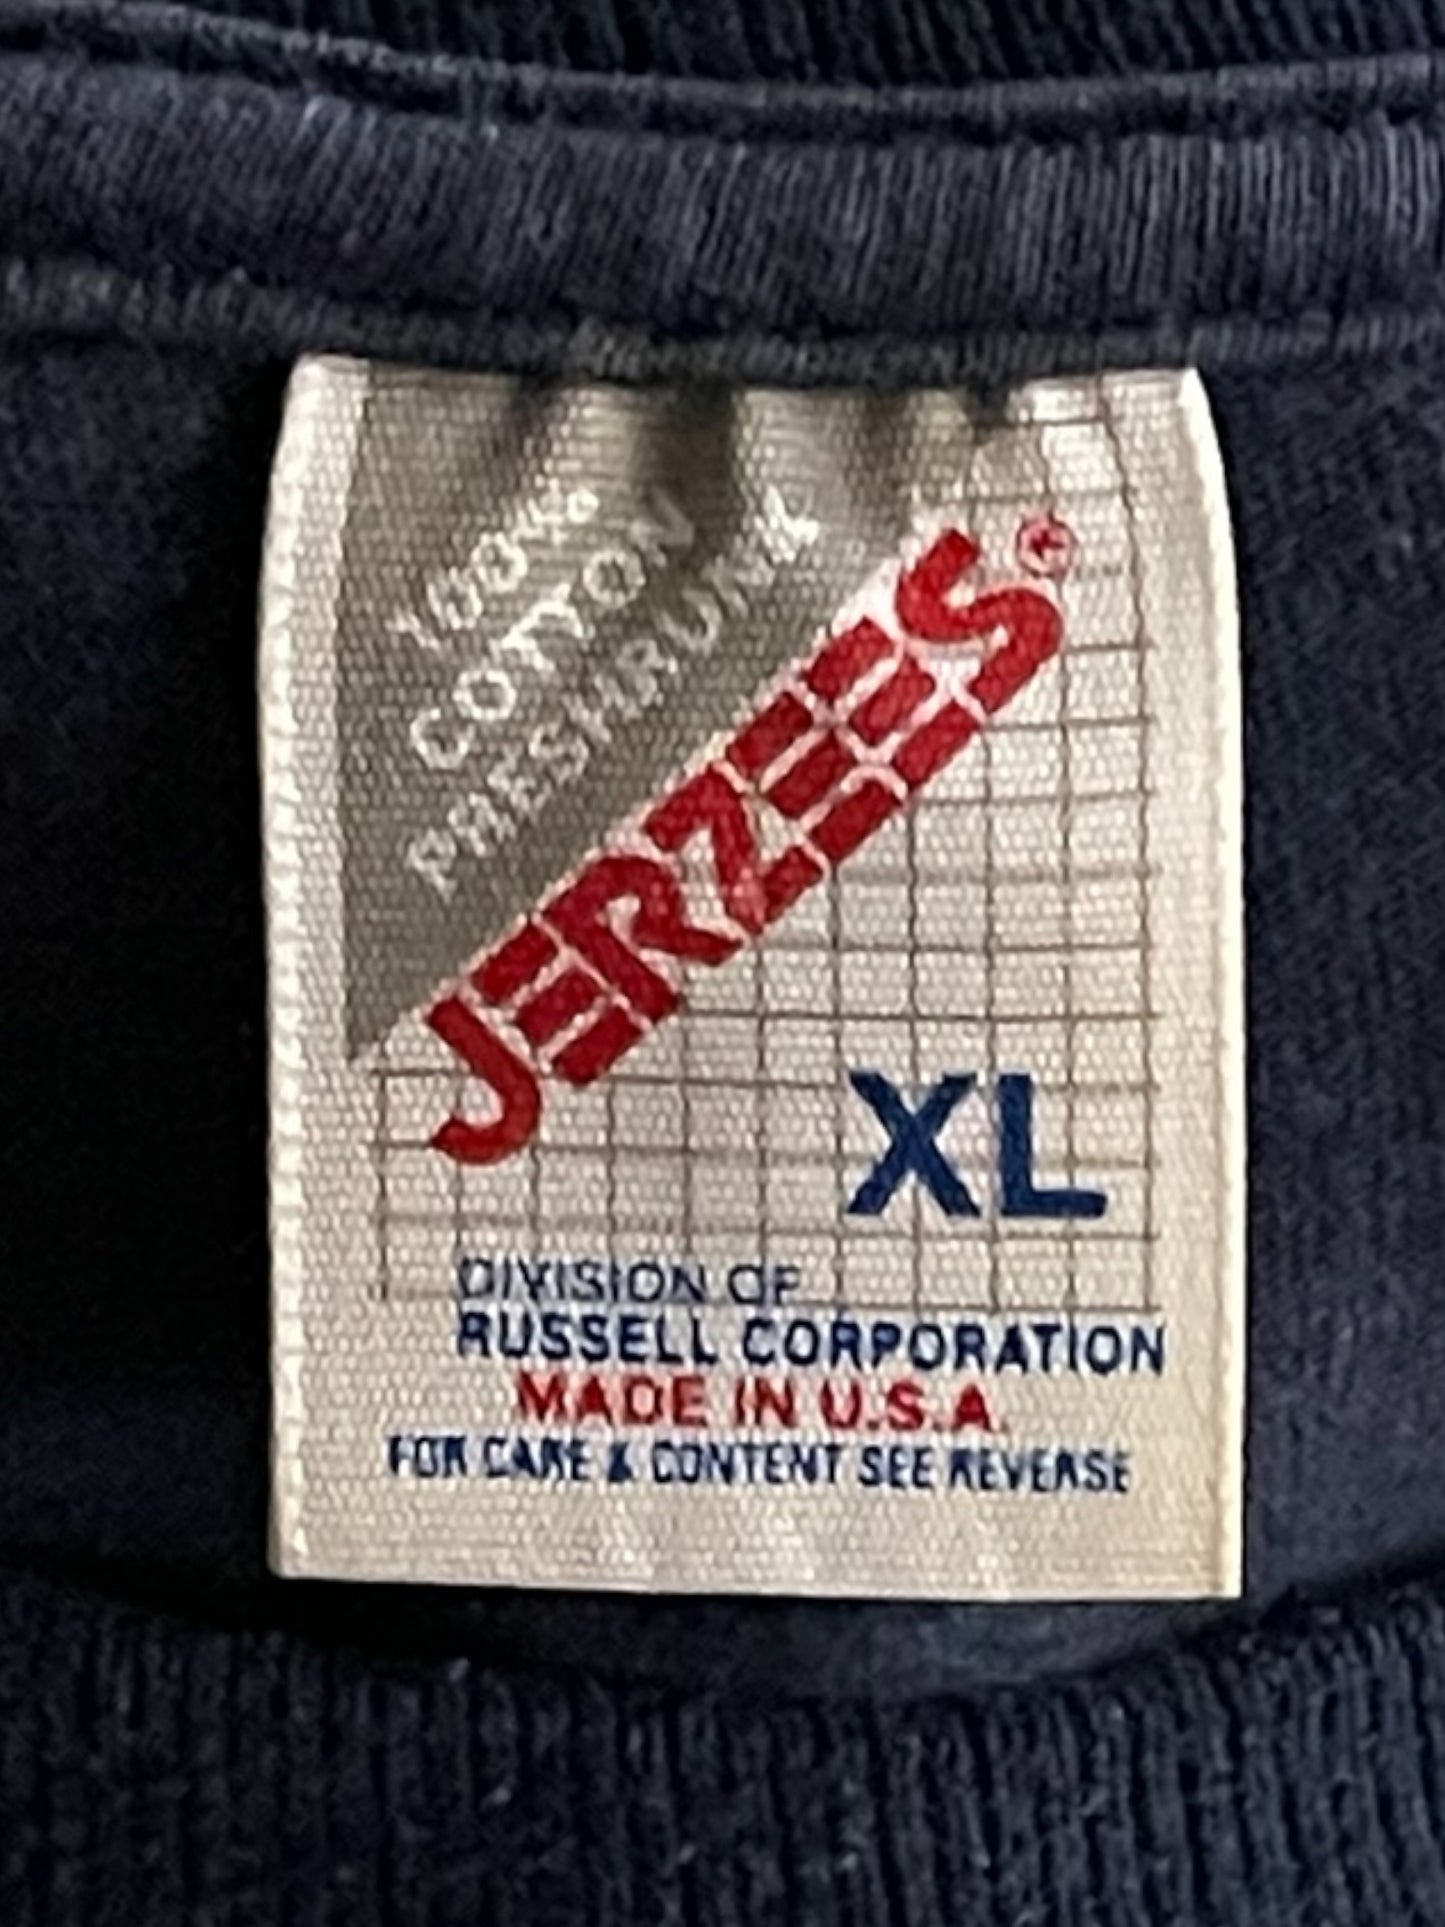 100%
COTTON
PRESHRUNK
JERZEES®
XL
DIVISION OF
RUSSELL CORPORATION
MADE IN U.S.A.
FOR CARE & CONTENT SEE REVERSE